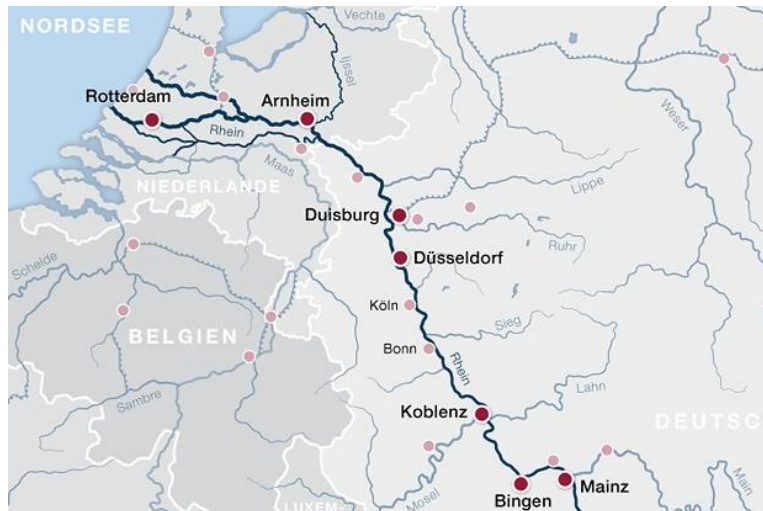 NORDSEE
Vechte
Ijssel
Rotterdam
Arnheim
Weser
Rhein
Maas
NIEDERLANDE
Lippe
Duisburg
Ruhr
Schelde
Düsseldorf
Köln
BELGIEN
Sieg
Bonn
Rhein
Sambre
Lahn
Koblenz
DEUTSC
Mosel
Main
Bingen
Mainz
LUXEM-